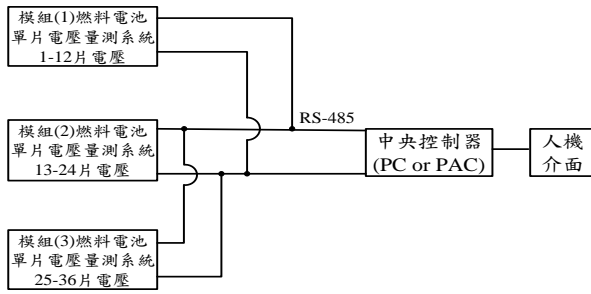 模組(1)燃料電池
單片電壓量測系統
1-12片電壓
模組(2)燃料電池
單片電壓量測系統
13-24片電壓
模組(3)燃料電池
單片電壓量測系統
25-36片電壓
RS-485
中央控制器
(PC or PAC)
人機
介面